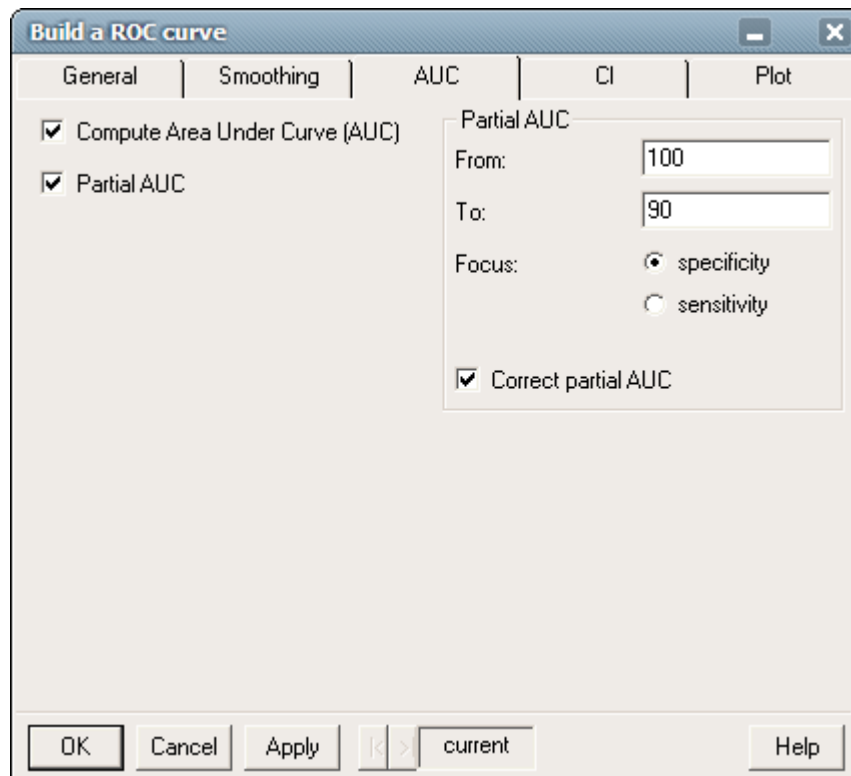 Build a ROC curve
General Smoothing AUC CI Plot
Compute Area Under Curve (AUC)
Partial AUC
Partial AUC
From: 100
To: 90
Focus: specificity
sensitivity
Correct partial AUC
OK Cancel Apply |< >| current Help